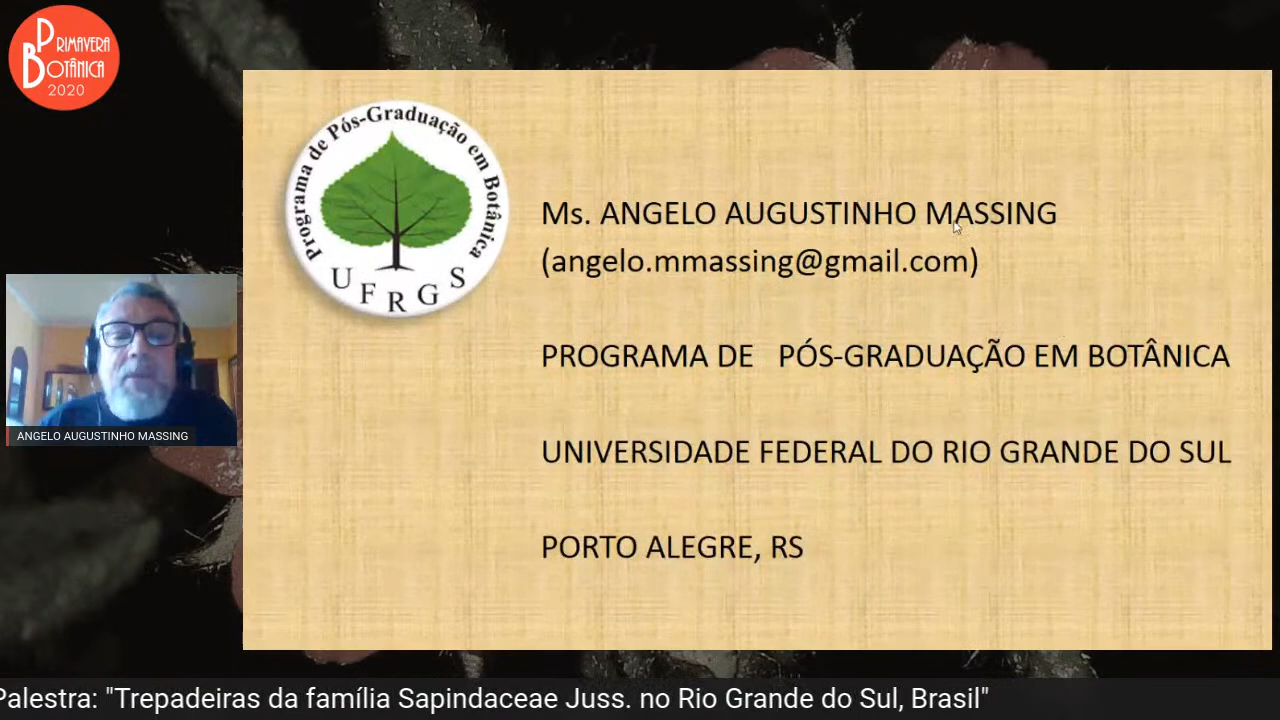 PRIMAVERA
BOTÂNICA
2020
Programa de Pós-Graduação em Botânica
UFRGS
Ms. ANGELO AUGUSTINHO MASSING
(angelo.mmassing@gmail.com)
PROGRAMA DE PÓS-GRADUAÇÃO EM BOTÂNICA
UNIVERSIDADE FEDERAL DO RIO GRANDE DO SUL
PORTO ALEGRE, RS
ANGELO AUGUSTINHO MASSING
Palestra: "Trepadeiras da família Sapindaceae Juss. no Rio Grande do Sul, Brasil"